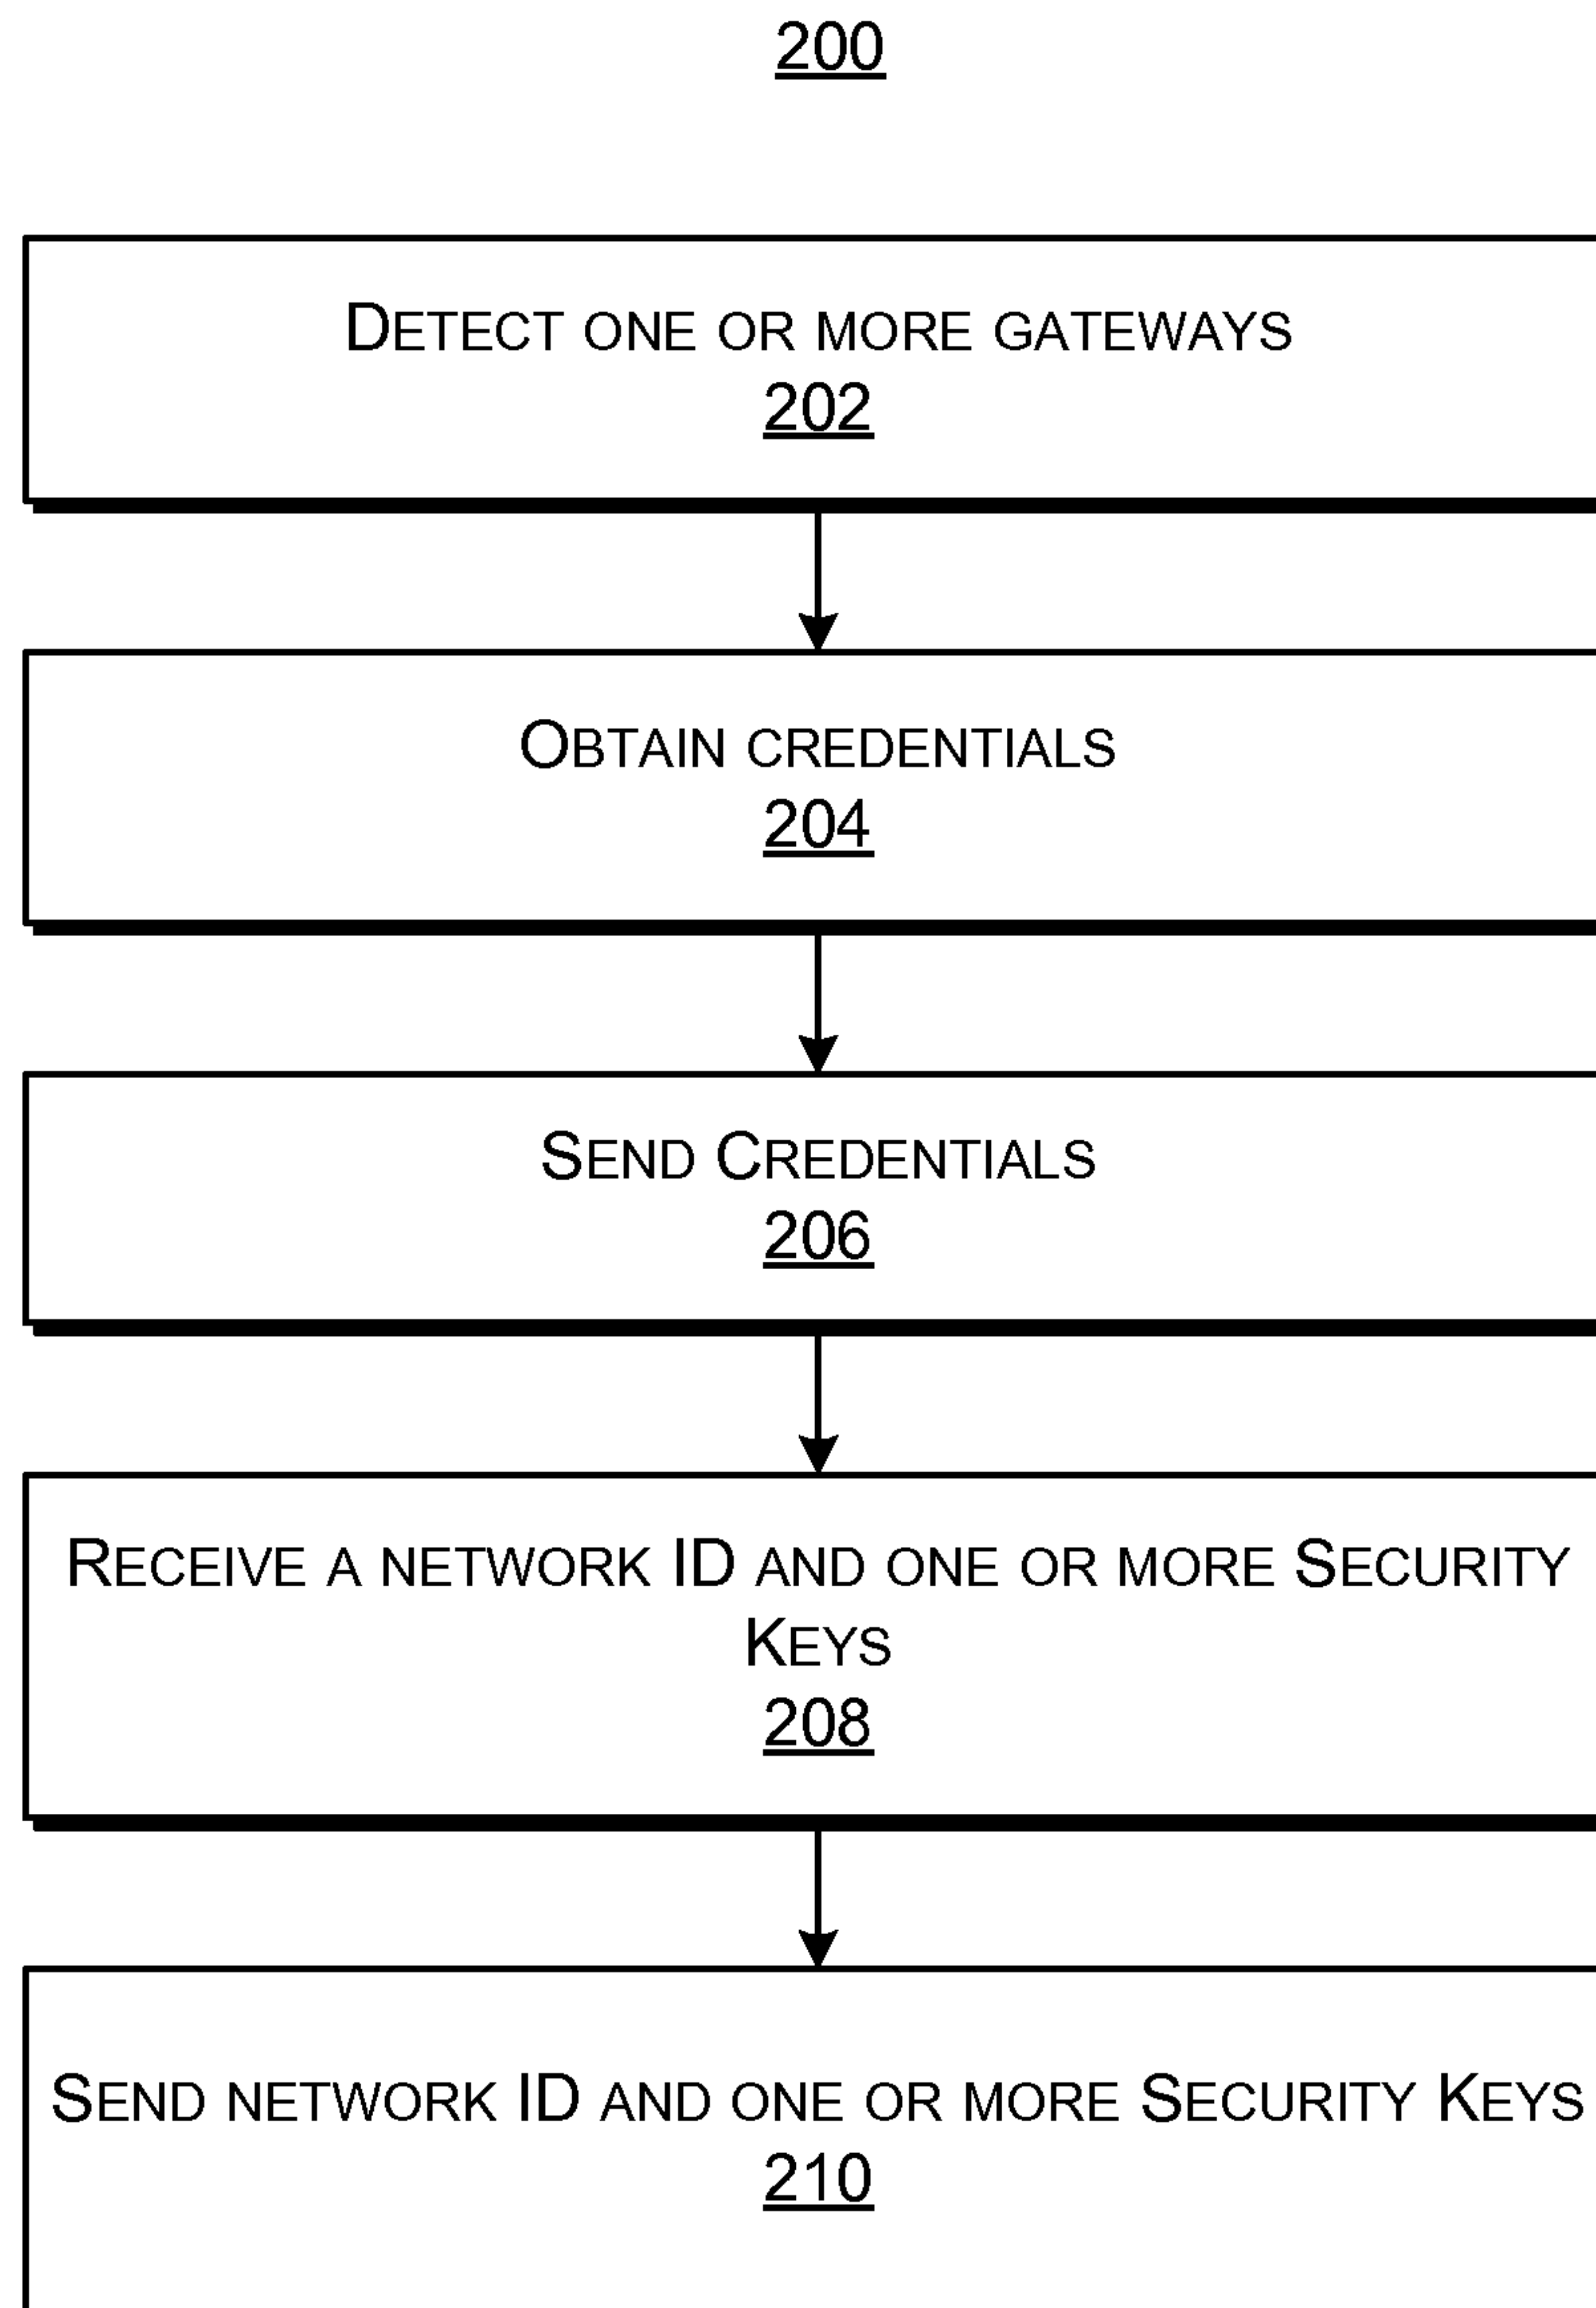 200
Detect one or more gateways
202
Obtain credentials
204
Send Credentials
206
Receive a network ID and one or more Security
Keys
208
Send network ID and one or more Security Keys
210